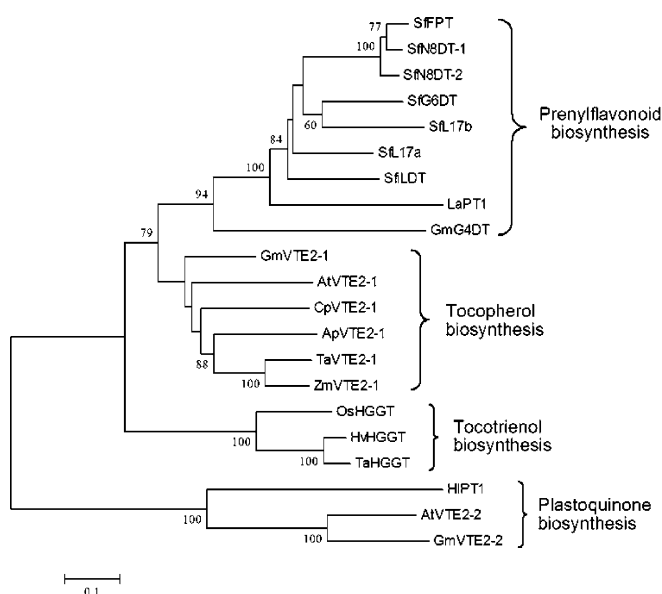 77
SfFPT
100
SfN8DT-1
SfN8DT-2
SfG6DT
60
SfL17b
Prenylflavonoid
biosynthesis
84
SfL17a
100
SfiLDT
94
LaPT1
79
GmG4DT
GmVTE2-1
AtVTE2-1
CpVTE2-1
Tocopherol
biosynthesis
ApVTE2-1
88
TaVTE2-1
100
ZmVTE2-1
OsHGGT
100
HvHGGT
Tocotrienol
biosynthesis
100
TaHGGT
HlPT1
100
AtVTE2-2
Plastoquinone
biosynthesis
100
GmVTE2-2
0.1